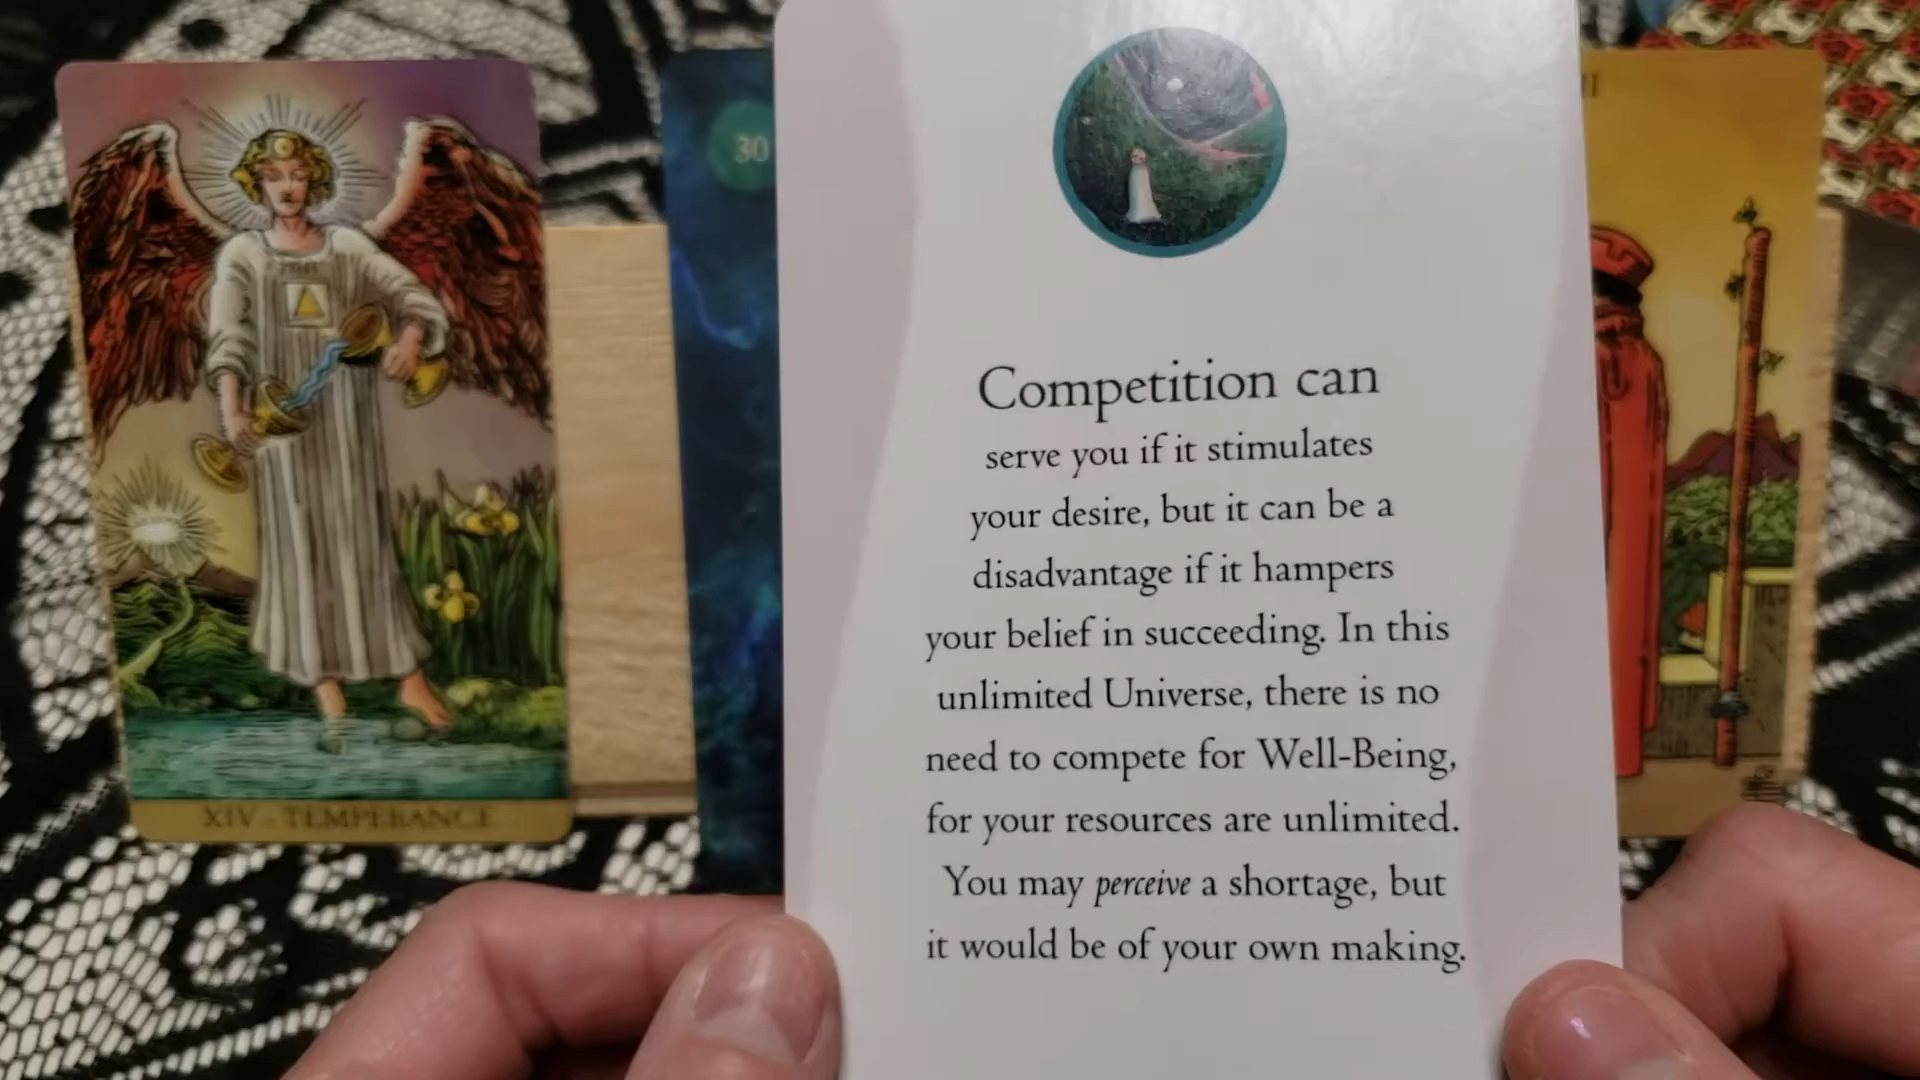 30
Competition can
serve you if it stimulates
your desire, but it can be a
disadvantage if it hampers
your belief in succeeding. In this
unlimited Universe, there is no
need to compete for Well-Being,
for your resources are unlimited.
You may perceive a shortage, but
it would be of your own making.
XIV - TEMPERANCE